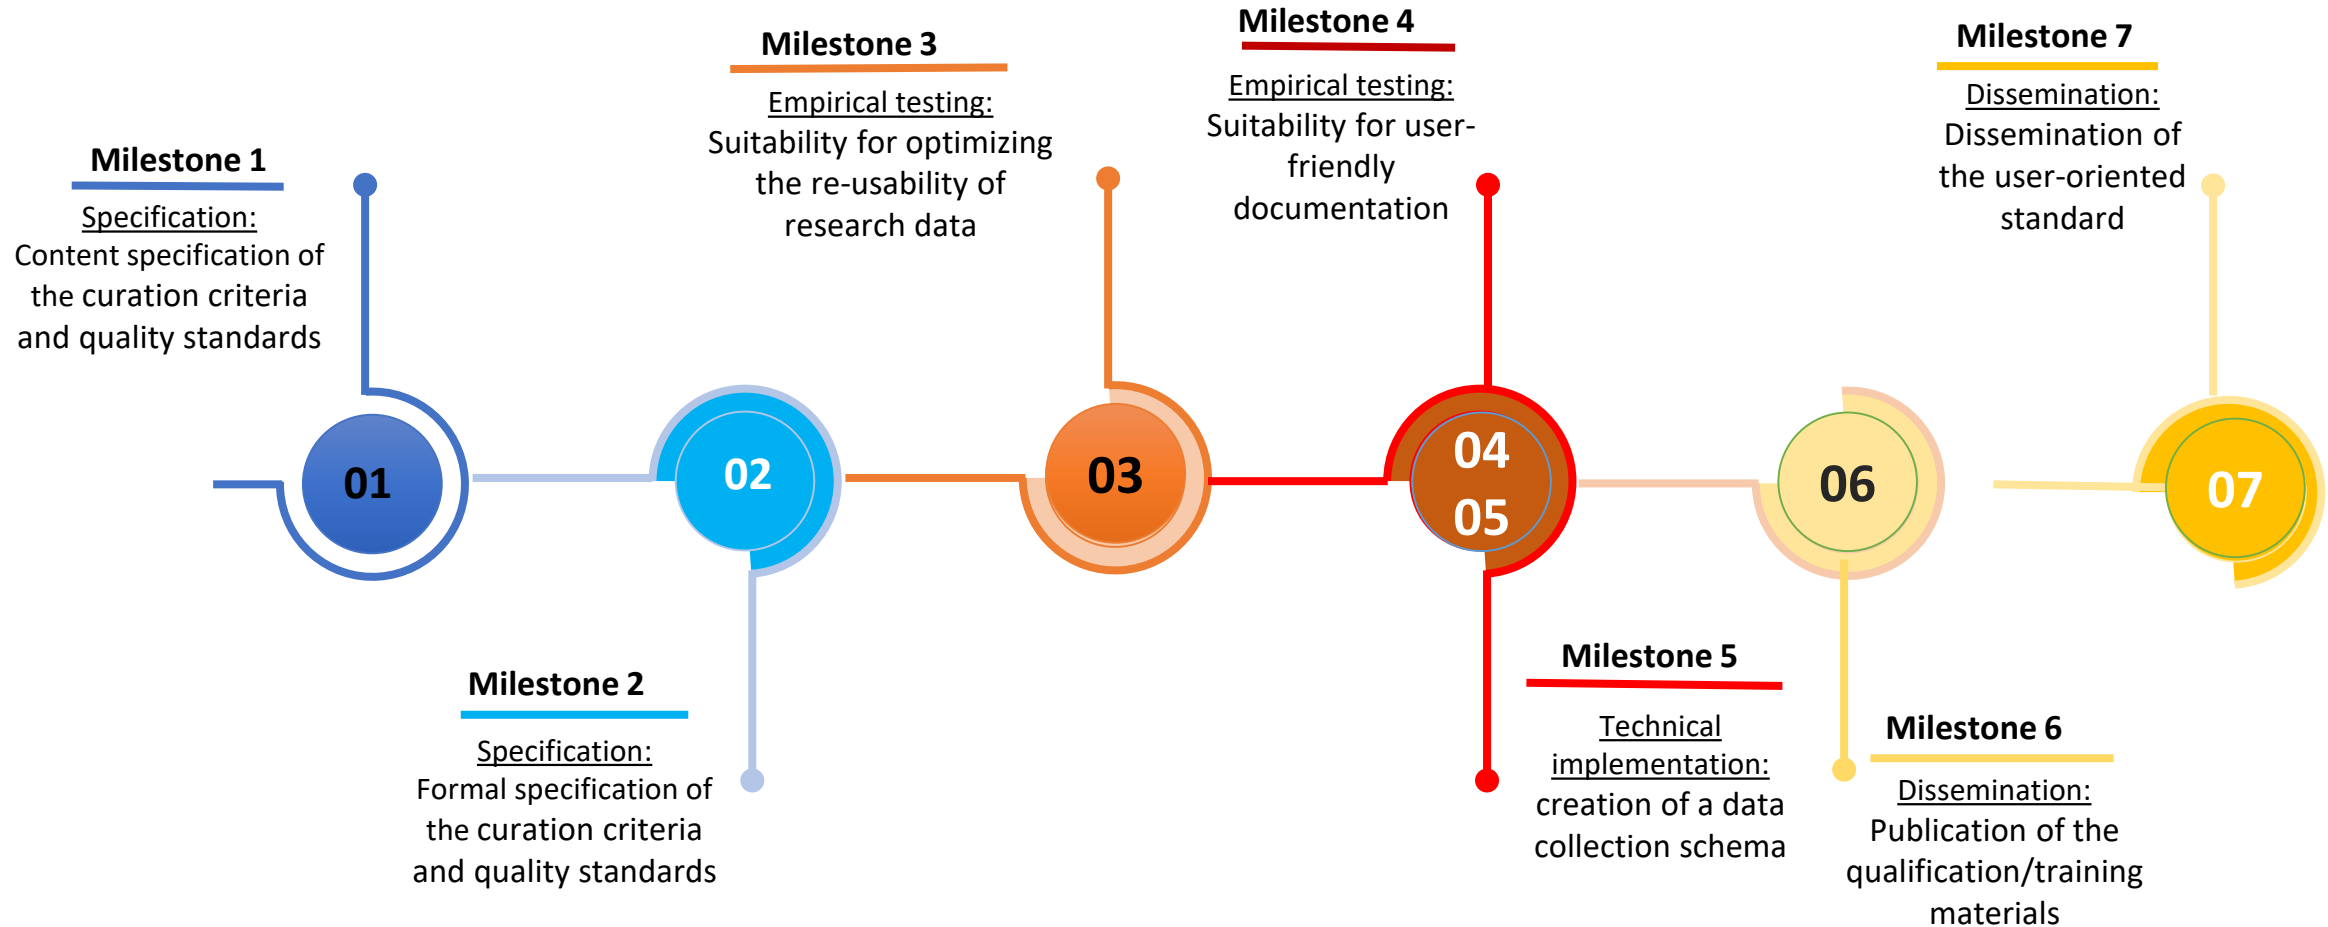 Milestone 1
Specification:
Content specification of
the curation criteria
and quality standards
01
Milestone 2
Specification:
Formal specification of
the curation criteria
and quality standards
02
Milestone 3
Empirical testing:
Suitability for optimizing
the re-usability of
research data
03
Milestone 4
Empirical testing:
Suitability for user-
friendly
documentation
04
05
Milestone 5
Technical
implementation:
creation of a data
collection schema
06
Milestone 6
Dissemination:
Publication of the
qualification/training
materials
Milestone 7
Dissemination:
Dissemination of
the user-oriented
standard
07